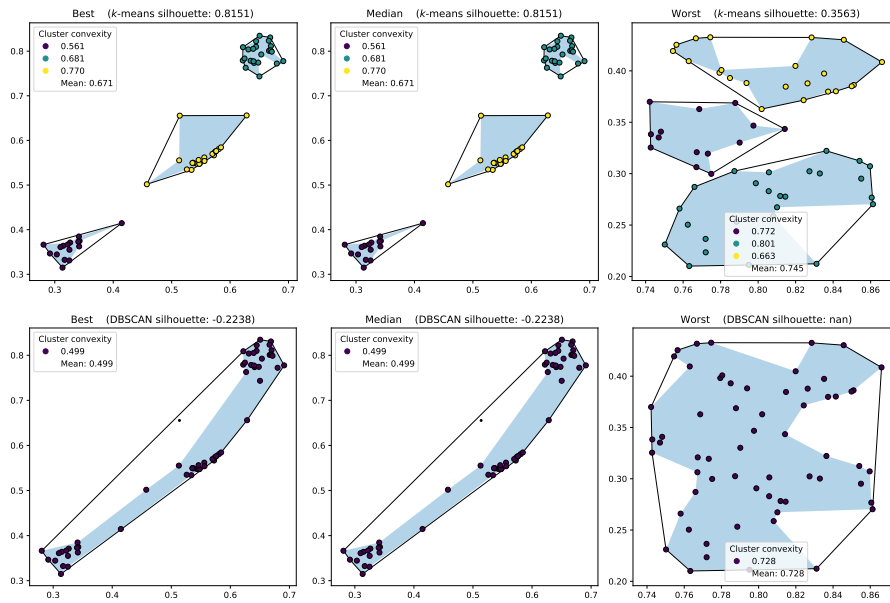 Best (k-means silhouette: 0.8151)
Cluster convexity
0.561
0.681
0.770
Mean: 0.671
0.8
0.7
0.6
0.5
0.4
0.3
0.3 0.4 0.5 0.6 0.7
Median (k-means silhouette: 0.8151)
Cluster convexity
0.561
0.681
0.770
Mean: 0.671
0.8
0.7
0.6
0.5
0.4
0.3
0.3 0.4 0.5 0.6 0.7
Worst (k-means silhouette: 0.3563)
0.40
0.35
0.30
0.25
0.20
Cluster convexity
0.772
0.801
0.663
Mean: 0.745
0.74 0.76 0.78 0.80 0.82 0.84 0.86
Best (DBSCAN silhouette: -0.2238)
Cluster convexity
0.499
Mean: 0.499
0.8
0.7
0.6
0.5
0.4
0.3
0.3 0.4 0.5 0.6 0.7
Median (DBSCAN silhouette: -0.2238)
Cluster convexity
0.499
Mean: 0.499
0.8
0.7
0.6
0.5
0.4
0.3
0.3 0.4 0.5 0.6 0.7
Worst (DBSCAN silhouette: nan)
0.40
0.35
0.30
0.25
0.20
Cluster convexity
0.728
Mean: 0.728
0.74 0.76 0.78 0.80 0.82 0.84 0.86